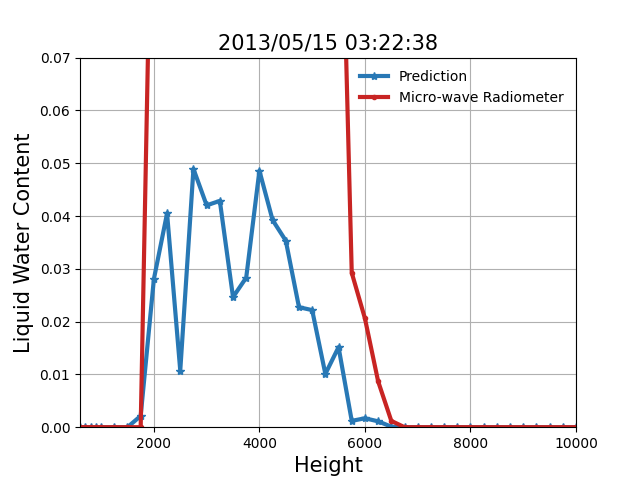 2013/05/15 03:22:38
Prediction
Micro-wave Radiometer
Liquid Water Content
0.07
0.06
0.05
0.04
0.03
0.02
0.01
0.00
2000 4000 6000 8000 10000
Height